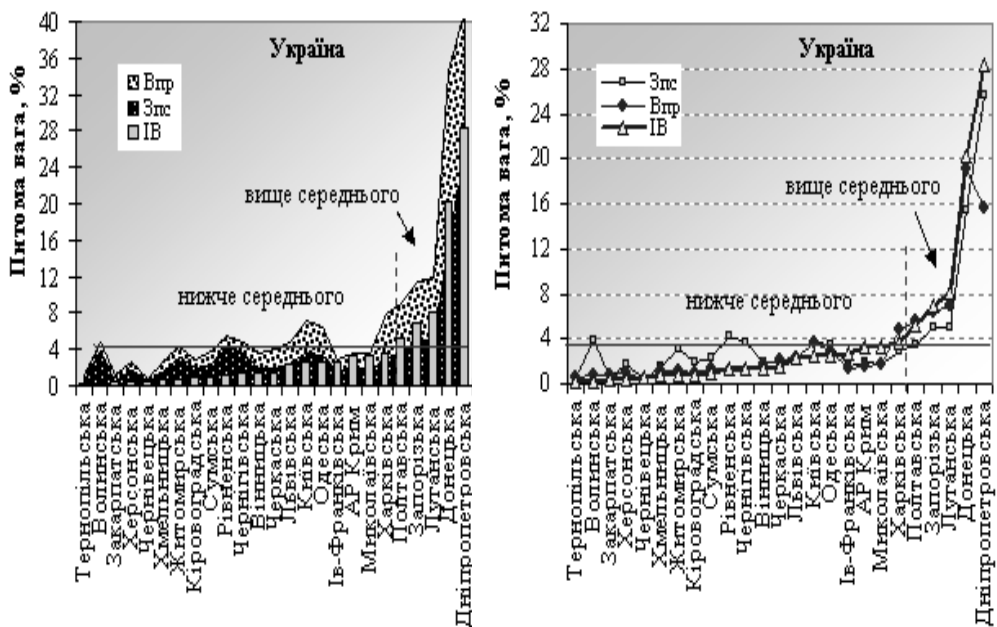 Питома вага, %
40
36
32
28
24
20
16
12
8
4
0
Україна
Впр
Зпс
ІВ
вище середнього
нижче середнього
Тернопільська
Волинська
Закарпатська
Херсонська
Чернівецька
Хмельницька
Житомирська
Кіровоградська
Сумська
Рівненська
Чернігівська
Вінницька
Черкаська
Львівська
Київська
Одеська
Ів-Франківська
АР Крим
Миколаївська
Харківська
Полтавська
Запорізька
Луганська
Донецька
Дніпропетровська
Питома вага, %
32
28
24
20
16
12
8
4
0
Україна
Зпс
Впр
ІВ
вище середнього
нижче середнього
Тернопільська
Волинська
Закарпатська
Херсонська
Чернівецька
Хмельницька
Житомирська
Кіровоградська
Сумська
Рівненська
Чернігівська
Вінницька
Черкаська
Львівська
Київська
Одеська
Ів-Франківська
АР Крим
Миколаївська
Харківська
Полтавська
Запорізька
Луганська
Донецька
Дніпропетровська